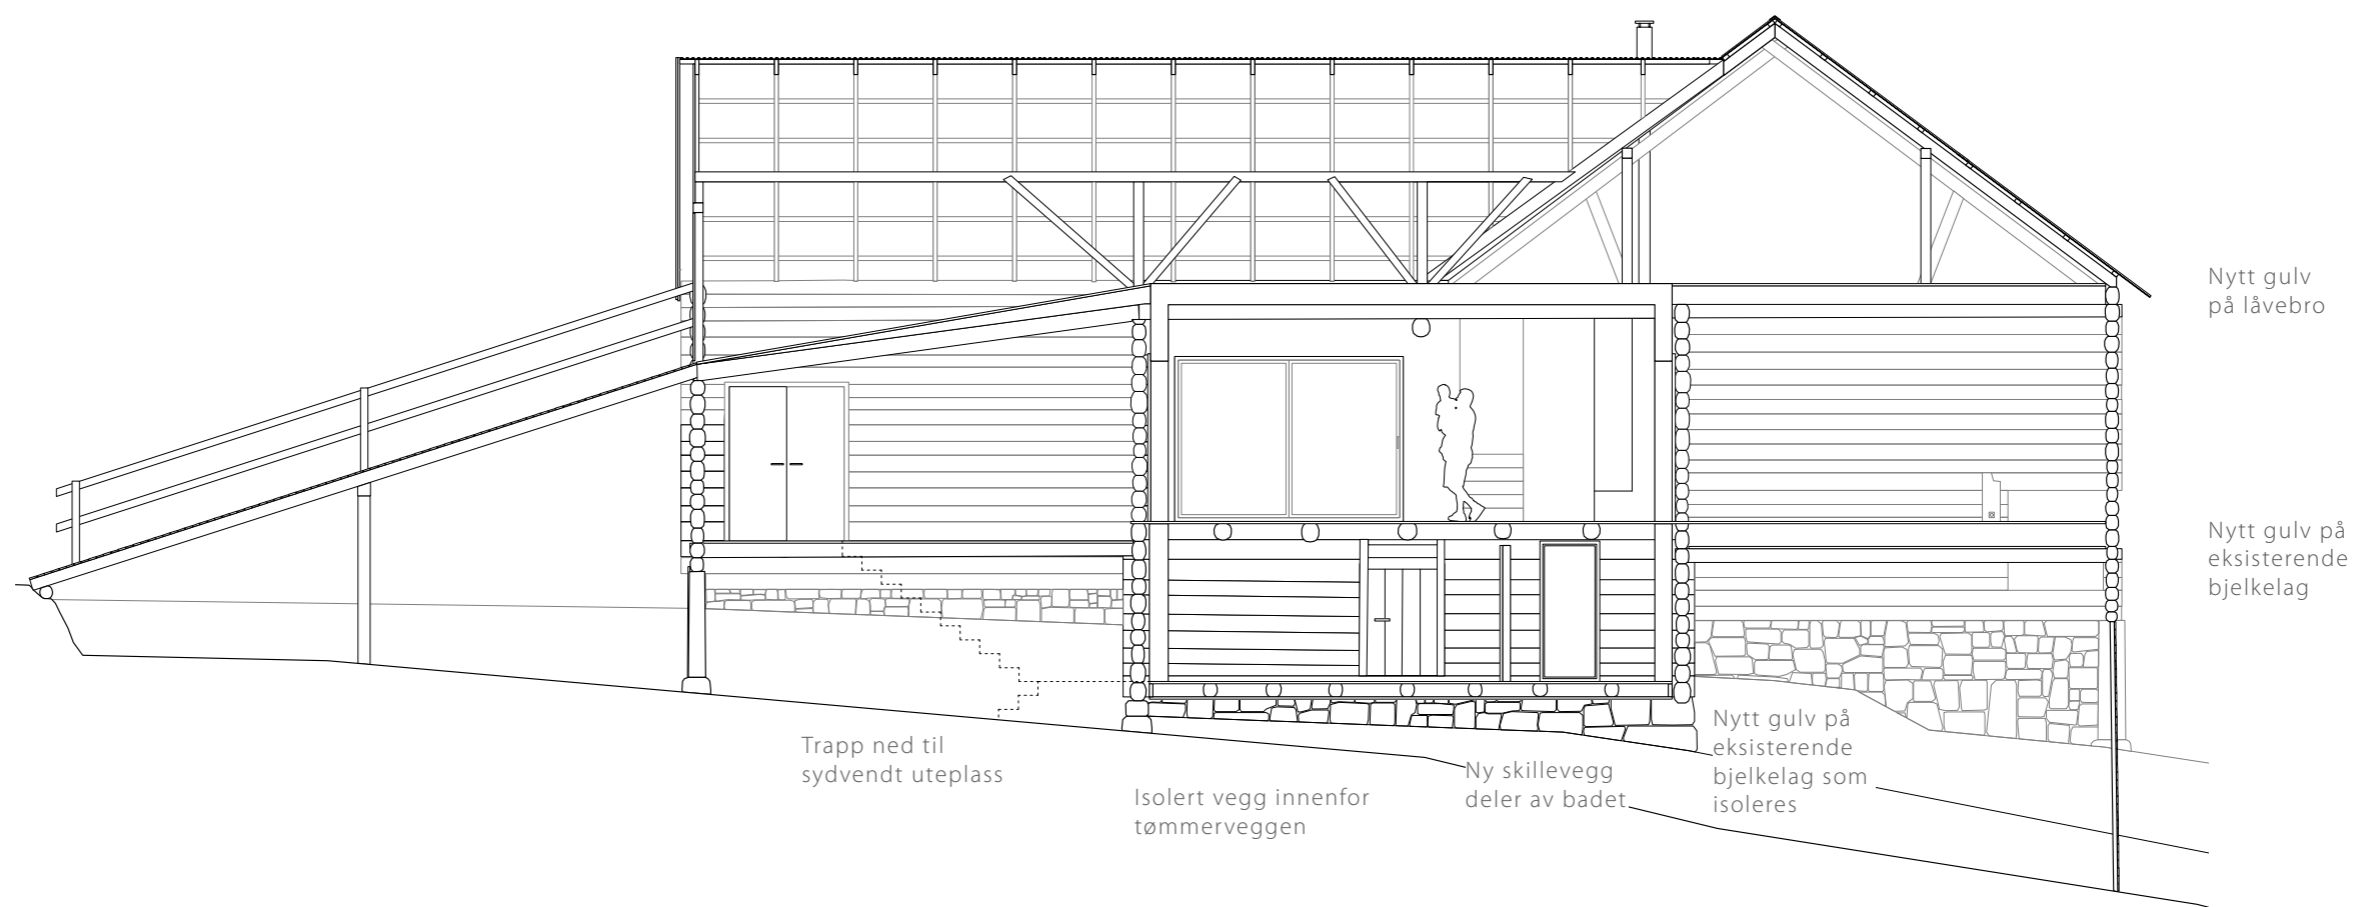 Nytt gulv
på låvebro
Nytt gulv på
eksisterende
bjelkelag
Trapp ned til
sydvendt uteplass
Isolert vegg innenfor
tømmerveggen
Ny skillevegg
deler av badet
Nytt gulv på
eksisterende
bjelkelag som
isoleres